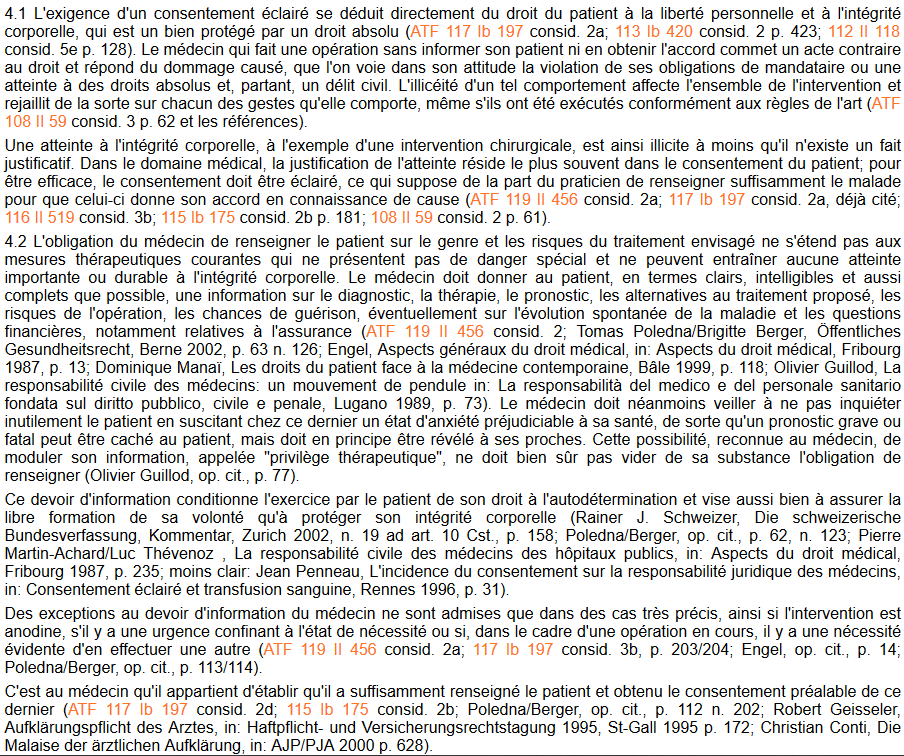 4.1 L'exigence d'un consentement éclairé se déduit directement du droit du patient à la liberté personnelle et à l'intégrité
corporelle, qui est un bien protégé par un droit absolu (ATF 117 Ib 197 consid. 2a; 113 Ib 420 consid. 2 p. 423; 112 II 118
consid. 5e p. 128). Le médecin qui fait une opération sans informer son patient ni en obtenir l'accord commet un acte contraire
au droit et répond du dommage causé, que l'on voie dans son attitude la violation de ses obligations de mandataire ou une
atteinte à des droits absolus et, partant, un délit civil. L'illicéité d'un tel comportement affecte l'ensemble de l'intervention et
rejaillit de la sorte sur chacun des gestes qu'elle comporte, même s'ils ont été exécutés conformément aux règles de l'art (ATF
108 II 59 consid. 3 p. 62 et les références).
Une atteinte à l'intégrité corporelle, à l'exemple d'une intervention chirurgicale, est ainsi illicite à moins qu'il n'existe un fait
justificatif. Dans le domaine médical, la justification de l'atteinte réside le plus souvent dans le consentement du patient; pour
être efficace, le consentement doit être éclairé, ce qui suppose de la part du praticien de renseigner suffisamment le malade
pour que celui-ci donne son accord en connaissance de cause (ATF 119 II 456 consid. 2a; 117 Ib 197 consid. 2a, déjà cité;
116 II 519 consid. 3b; 115 Ib 175 consid. 2b p. 181; 108 II 59 consid. 2 p. 61).
4.2 L'obligation du médecin de renseigner le patient sur le genre et les risques du traitement envisagé ne s'étend pas aux
mesures thérapeutiques courantes qui ne présentent pas de danger spécial et ne peuvent entraîner aucune atteinte
importante ou durable à l'intégrité corporelle. Le médecin doit donner au patient, en termes clairs, intelligibles et aussi
complets que possible, une information sur le diagnostic, la thérapie, le pronostic, les alternatives au traitement proposé, les
risques de l'opération, les chances de guérison, éventuellement sur l'évolution spontanée de la maladie et les questions
financières, notamment relatives à l'assurance (ATF 119 II 456 consid. 2; Tomas Poledna/Brigitte Berger, Öffentliches
Gesundheitsrecht, Berne 2002, p. 63 n. 126; Engel, Aspects généraux du droit médical, in: Aspects du droit médical, Fribourg
1987, p. 13; Dominique Manaï, Les droits du patient face à la médecine contemporaine, Bâle 1999, p. 118; Olivier Guillod, La
responsabilité civile des médecins: un mouvement de pendule in: La responsabilità del medico e del personale sanitario
fondata sul diritto pubblico, civile e penale, Lugano 1989, p. 73). Le médecin doit néanmoins veiller à ne pas inquiéter
inutilement le patient en suscitant chez ce dernier un état d'anxiété préjudiciable à sa santé, de sorte qu'un pronostic grave ou
fatal peut être caché au patient, mais doit en principe être révélé à ses proches. Cette possibilité, reconnue au médecin, de
moduler son information, appelée "privilège thérapeutique", ne doit bien sûr pas vider de sa substance l'obligation de
renseigner (Olivier Guillod, op. cit., p. 77).
Ce devoir d'information conditionne l'exercice par le patient de son droit à l'autodétermination et vise aussi bien à assurer la
libre formation de sa volonté qu'à protéger son intégrité corporelle (Rainer J. Schweizer, Die schweizerische
Bundesverfassung, Kommentar, Zurich 2002, n. 19 ad art. 10 Cst., p. 158; Poledna/Berger, op. cit., p. 62, n. 123; Pierre
Martin-Achard/Luc Thévenoz , La responsabilité civile des médecins des hôpitaux publics, in: Aspects du droit médical,
Fribourg 1987, p. 235; moins clair: Jean Penneau, L'incidence du consentement sur la responsabilité juridique des médecins,
in: Consentement éclairé et transfusion sanguine, Rennes 1996, p. 31).
Des exceptions au devoir d'information du médecin ne sont admises que dans des cas très précis, ainsi si l'intervention est
anodine, s'il y a une urgence confinant à l'état de nécessité ou si, dans le cadre d'une opération en cours, il y a une nécessité
évidente d'en effectuer une autre (ATF 119 II 456 consid. 2a; 117 Ib 197 consid. 3b, p. 203/204; Engel, op. cit., p. 14;
Poledna/Berger, op. cit., p. 113/114).
C'est au médecin qu'il appartient d'établir qu'il a suffisamment renseigné le patient et obtenu le consentement préalable de ce
dernier (ATF 117 Ib 197 consid. 2d; 115 Ib 175 consid. 2b; Poledna/Berger, op. cit., p. 112 n. 202; Robert Geisseler,
Aufklärungspflicht des Arztes, in: Haftpflicht- und Versicherungsrechtstagung 1995, St-Gall 1995 p. 172; Christian Conti, Die
Malaise der ärztlichen Aufklärung, in: AJP/PJA 2000 p. 628).